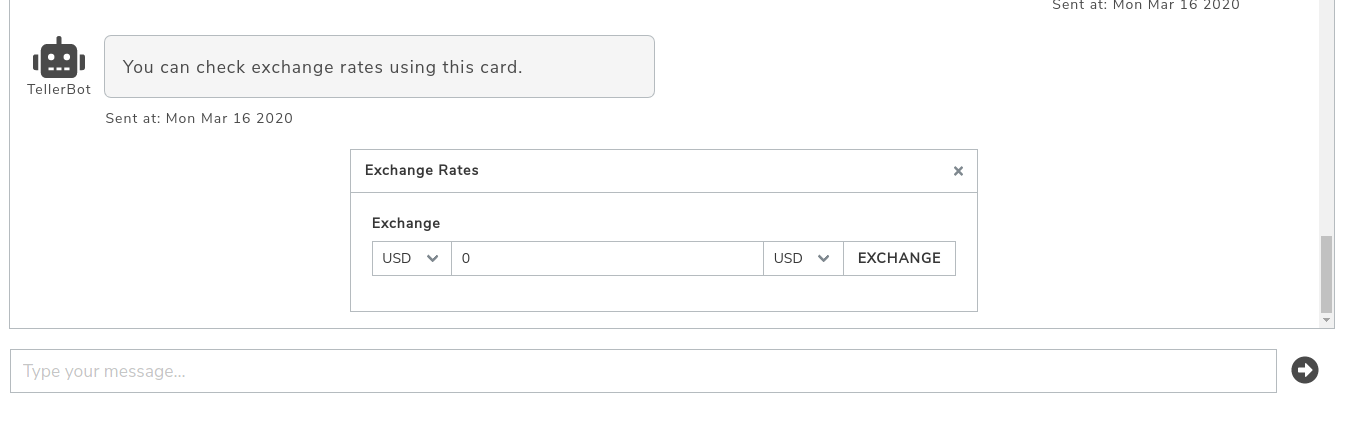 Sent at: Mon Mar 16 2020
You can check exchange rates using this card.
TellerBot
Sent at: Mon Mar 16 2020
Exchange Rates ×
Exchange
USD 0 USD EXCHANGE
Type your message...